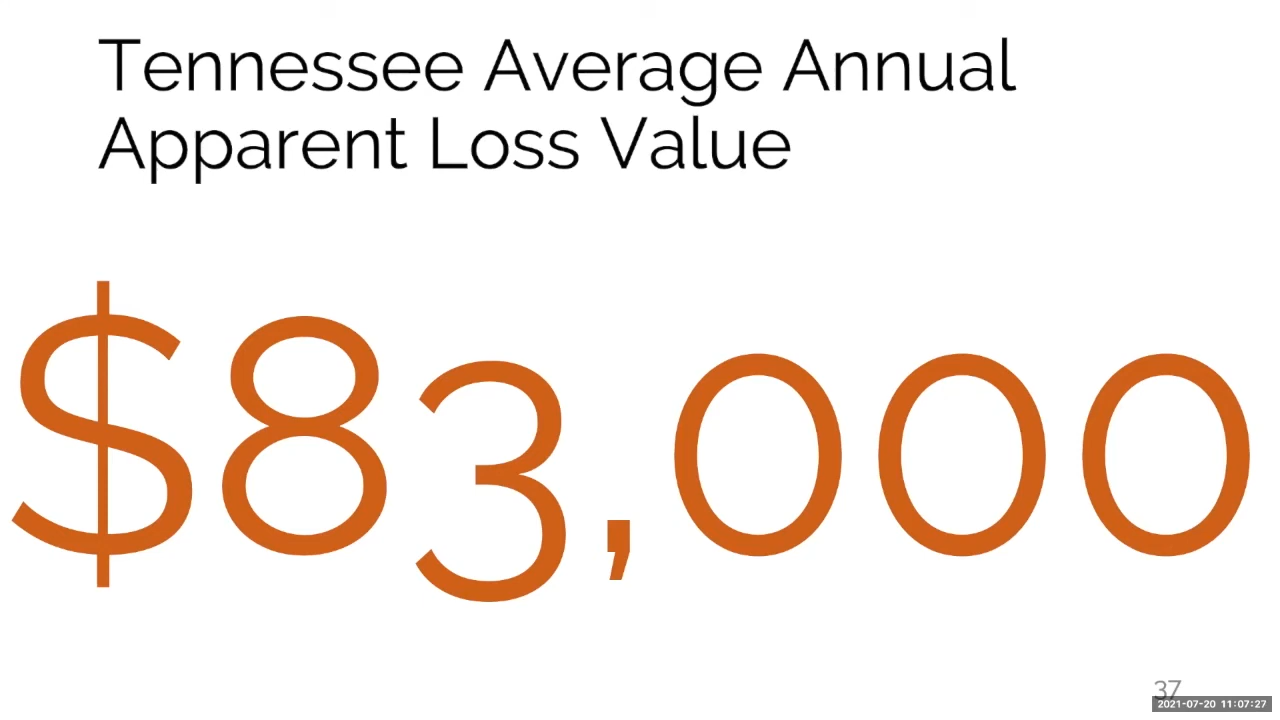 Tennessee Average Annual
Apparent Loss Value
$83,000
37
2021-07-20 11:07:27